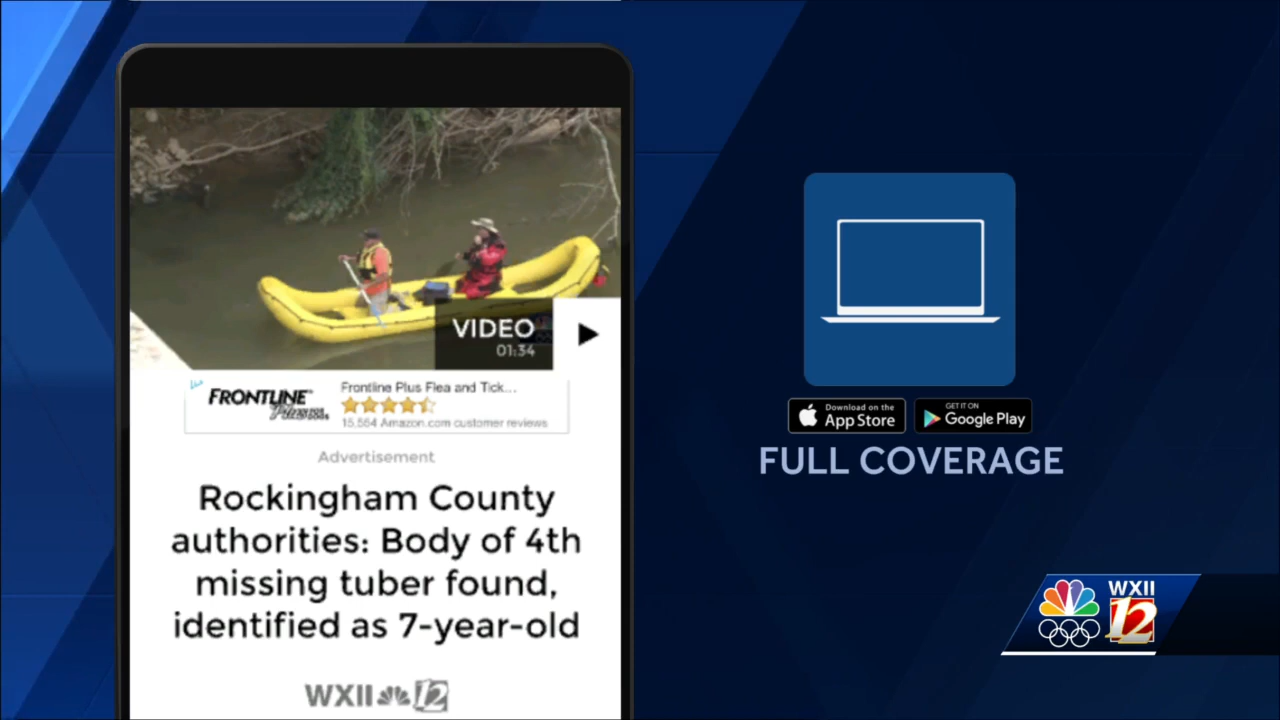 VIDEO
01:34
FRONTLINE
Plus
Frontline Plus Flea and Tick...
15,564 Amazon.com customer reviews
Advertisement
Rockingham County
authorities: Body of 4th
missing tuber found,
identified as 7-year-old
WXII 12
Download on the
App Store
GET IT ON
Google Play
FULL COVERAGE
WXII
12